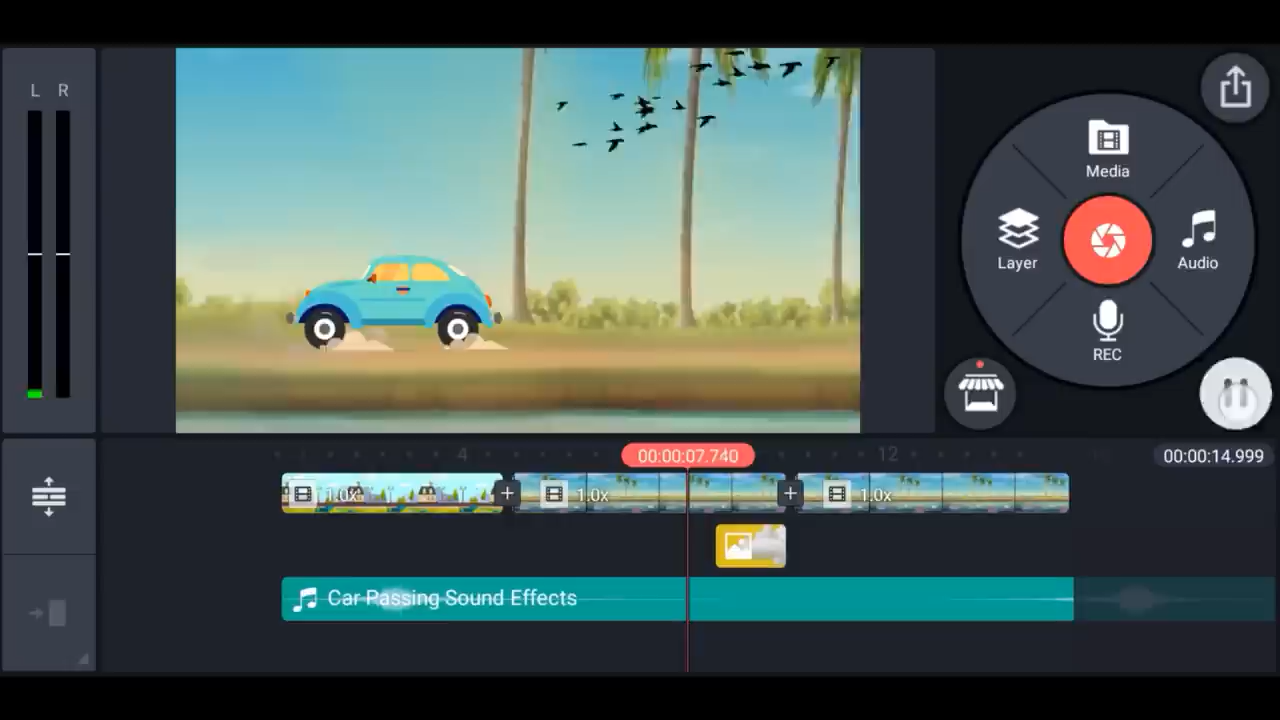 L R
Media
Layer
Audio
REC
4
00:00:07.740
12
00:00:14.999
1.0x
1.0x
1.0x
Car Passing Sound Effects